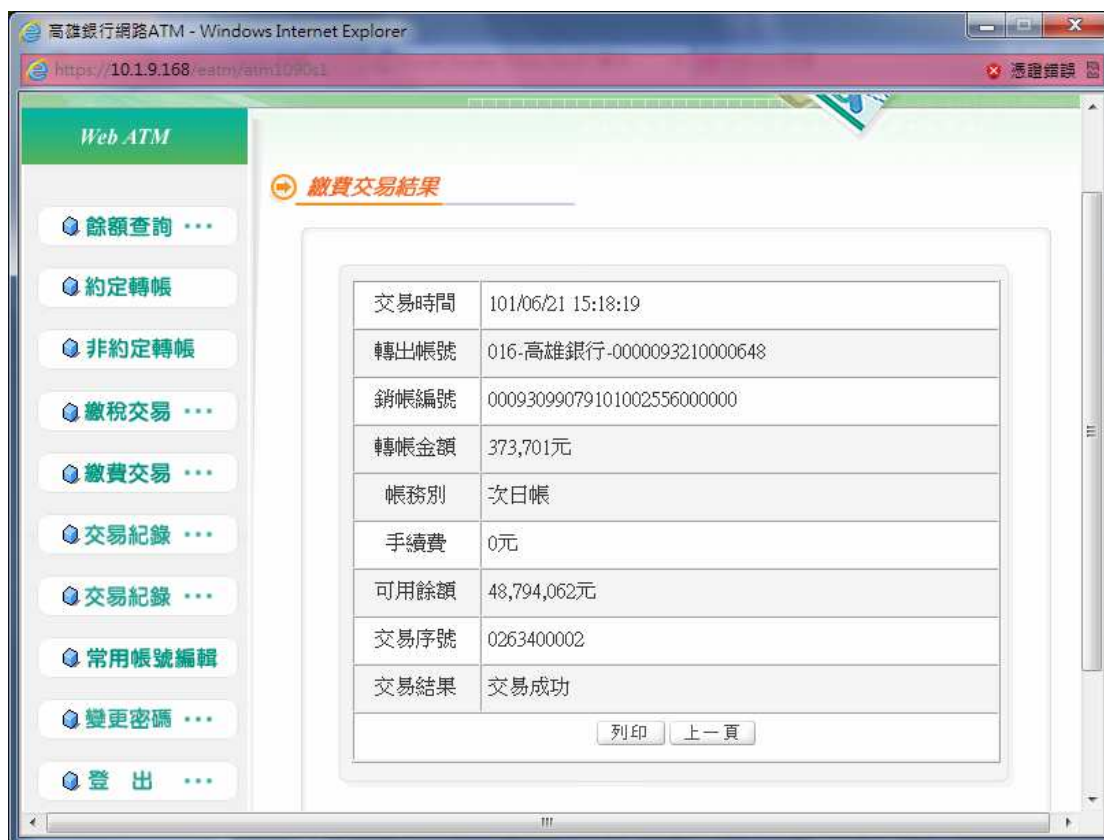 高雄銀行網路ATM - Windows Internet Explorer
https://10.1.9.168/eatm/atm1090s1
憑證錯誤
Web ATM
繳費交易結果
餘額查詢 ···
約定轉帳
非約定轉帳
繳稅交易 ···
繳費交易 ···
交易紀錄 ···
交易紀錄 ···
常用帳號編輯
變更密碼 ···
登 出 ···
交易時間 101/06/21 15:18:19
轉出帳號 016-高雄銀行-0000093210000648
銷帳編號 00093099079101002556000000
轉帳金額 373,701元
帳務別 次日帳
手續費 0元
可用餘額 48,794,062元
交易序號 0263400002
交易結果 交易成功
列印 上一頁